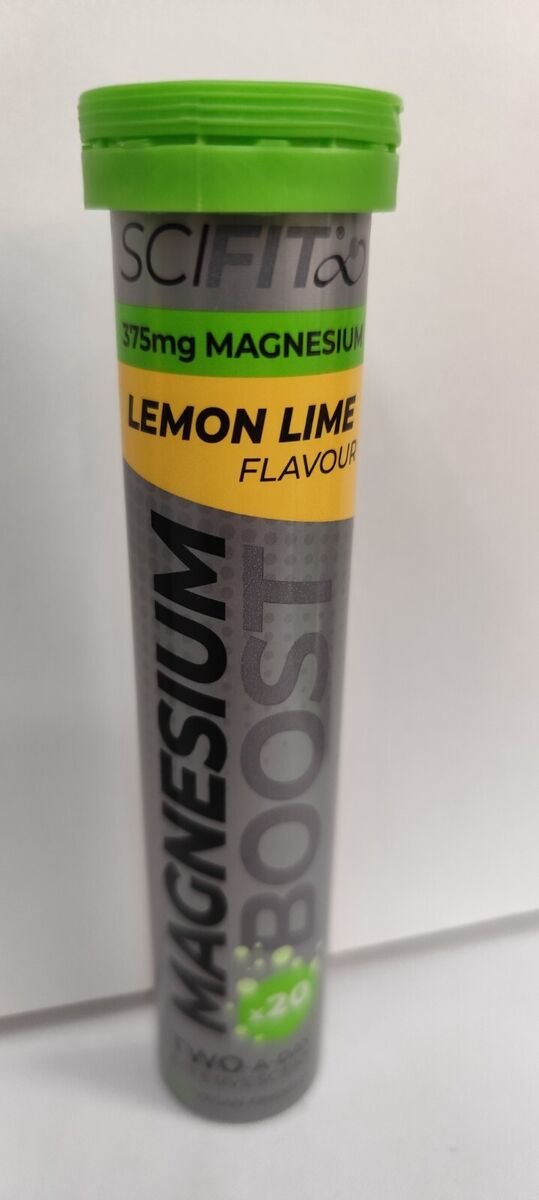 SCIFIT®
375mg MAGNESIUM
LEMON LIME
FLAVOUR
MAGNESIUM
BOOST
x20
TWO-A-DAY